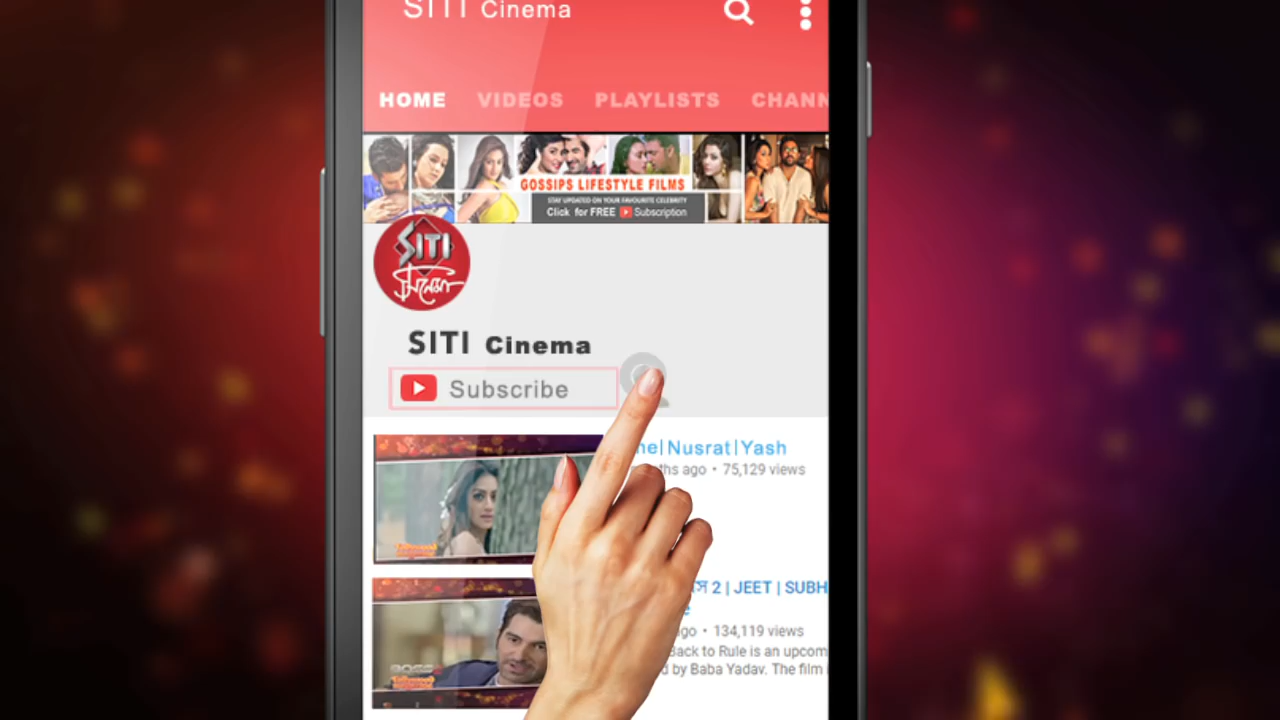 SITI Cinema
HOME VIDEOS PLAYLISTS CHANN
GOSSIPS LIFESTYLE FILMS
STAY UPDATED ON YOUR FAVOURITE CELEBRITY
Click for FREE Subscription
SITI
সিনেমা
SITI Cinema
Subscribe
ne|Nusrat|Yash
ths ago • 75,129 views
2 | JEET | SUBH
e
ago • 134,119 views
Back to Rule is an upcom
d by Baba Yadav. The film
BOSS